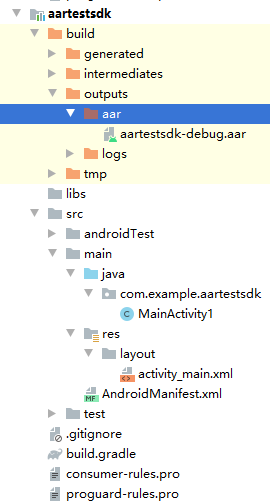 aartestsdk
build
generated
intermediates
outputs
aar
aartestsdk-debug.aar
logs
tmp
libs
src
androidTest
main
java
com.example.aartestsdk
C MainActivity1
res
layout
activity_main.xml
MF AndroidManifest.xml
test
.gitignore
build.gradle
consumer-rules.pro
proguard-rules.pro